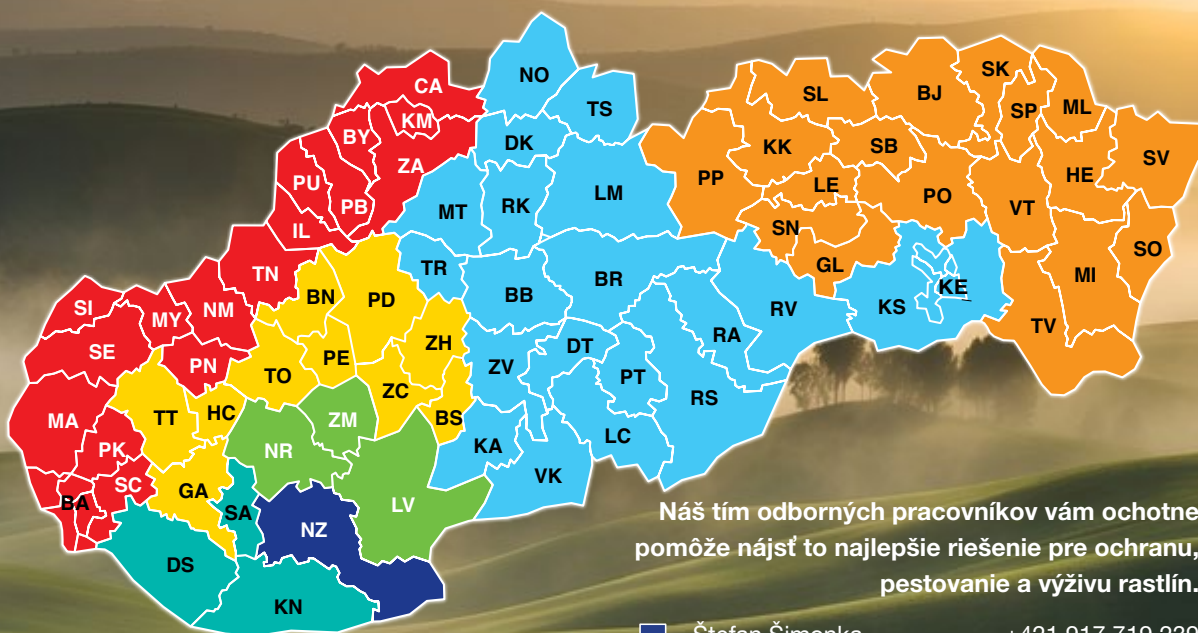 NO
CA
TS
KM
BY
DK
ZA
PU
PB
MT
RK
LM
IL
TN
TR
BB
BR
SL
BJ
SK
SP
ML
KK
SB
HE
SV
PP
LE
PO
VT
SN
GL
SO
MI
KS
KE
TV
RV
RA
RS
DT
PT
ZV
LC
KA
VK
SI
MY
NM
SE
PN
MA
PK
SC
BA
BN
PD
ZH
PE
TO
ZC
BS
TT
HC
GA
ZM
NR
LV
SA
NZ
DS
KN
Náš tím odborných pracovníkov vám ochotne
pomôže nájsť to najlepšie riešenie pre ochranu,
pestovanie a výživu rastlín.